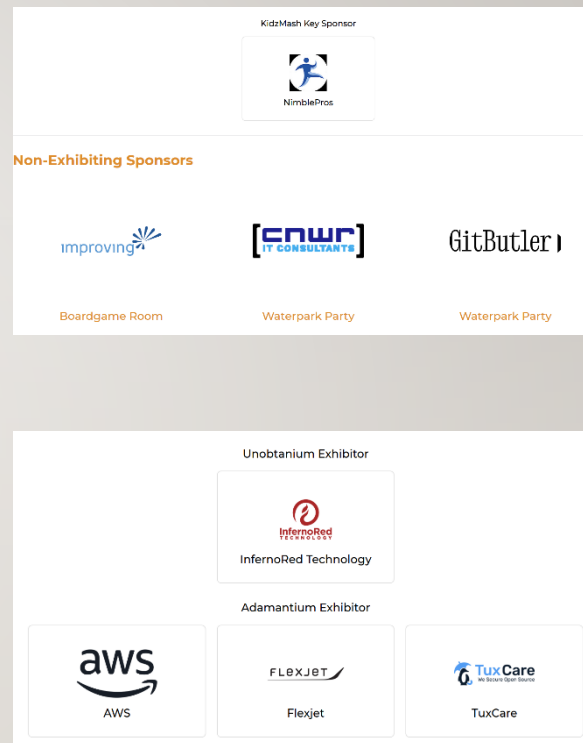 KidzMash Key Sponsor
NimblePros
Non-Exhibiting Sponsors
improving
[cnwr]
IT CONSULTANTS
GitButler
Boardgame Room
Waterpark Party
Waterpark Party
Unobtanium Exhibitor
InfernoRed
TECHNOLOGY
InfernoRed Technology
Adamantium Exhibitor
aws
FLEXJET
TuxCare
We Secure Open Source
AWS
Flexjet
TuxCare